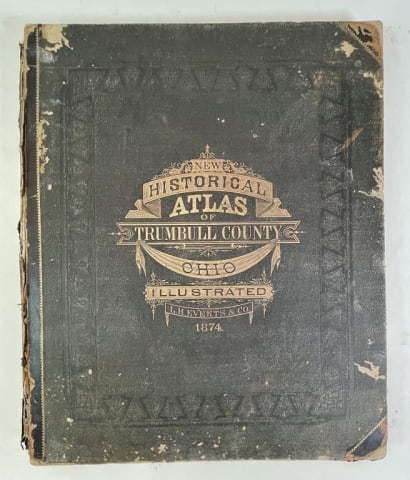 NEW
HISTORICAL
ATLAS
OF
TRUMBULL COUNTY
OHIO
ILLUSTRATED
L.H. EVERTS & CO.
1874